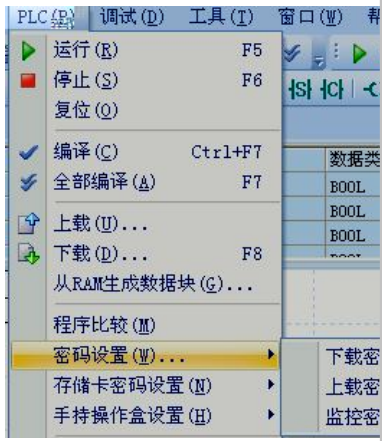 PLC(P) 调试(D) 工具(T) 窗口(W)
运行(R) F5
停止(S) F6
复位(O)
编译(C) Ctrl+F7
全部编译(A) F7
上载(U)...
下载(D)... F8
从RAM生成数据块(G)...
程序比较(M)
密码设置(W)...
存储卡密码设置(N)
手持操作盒设置(H)
数据类
BOOL
BOOL
BOOL
下载密
上载密
监控密